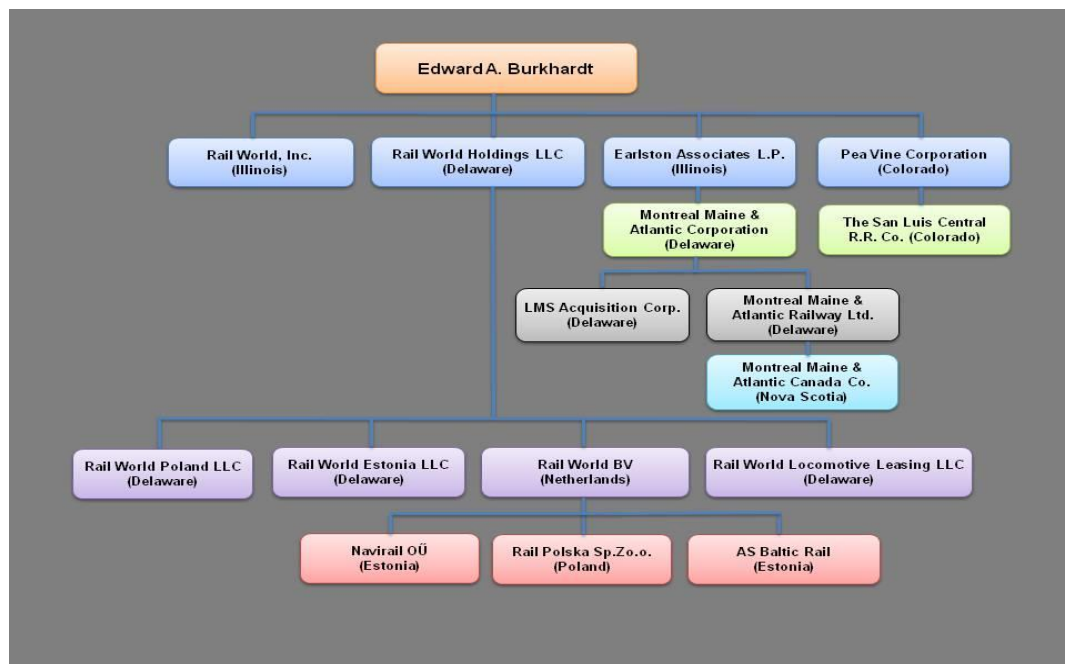 Edward A. Burkhardt
Rail World, Inc.
(Illinois)
Rail World Holdings LLC
(Delaware)
Earlston Associates L.P.
(Illinois)
Pea Vine Corporation
(Colorado)
Montreal Maine &
Atlantic Corporation
(Delaware)
The San Luis Central
R.R. Co. (Colorado)
LMS Acquisition Corp.
(Delaware)
Montreal Maine &
Atlantic Railway Ltd.
(Delaware)
Montreal Maine &
Atlantic Canada Co.
(Nova Scotia)
Rail World Poland LLC
(Delaware)
Rail World Estonia LLC
(Delaware)
Rail World BV
(Netherlands)
Rail World Locomotive Leasing LLC
(Delaware)
Navirail OÜ
(Estonia)
Rail Polska Sp.Zo.o.
(Poland)
AS Baltic Rail
(Estonia)